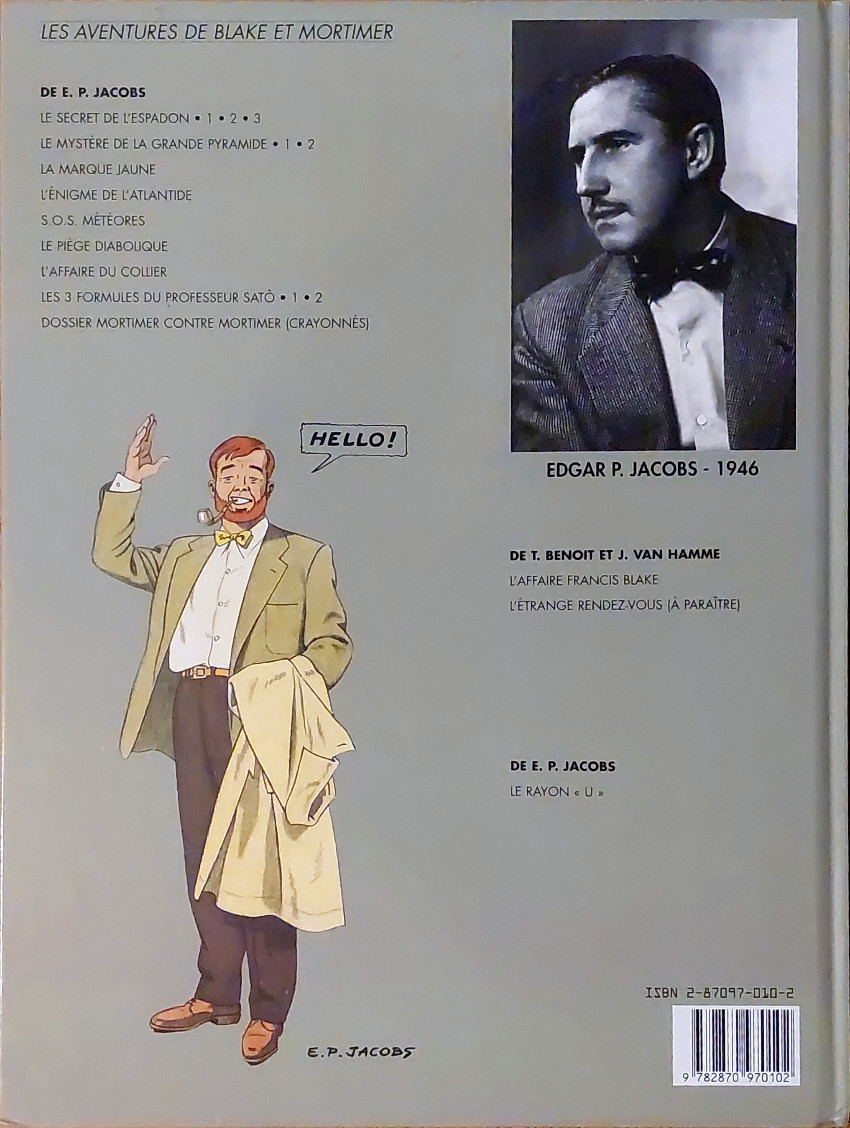 LES AVENTURES DE BLAKE ET MORTIMER
DE E. P. JACOBS
LE SECRET DE L'ESPADON • 1 • 2 • 3
LE MYSTÈRE DE LA GRANDE PYRAMIDE • 1 • 2
LA MARQUE JAUNE
L'ÉNIGME DE L'ATLANTIDE
S.O.S. MÉTÉORES
LE PIÈGE DIABOLIQUE
L'AFFAIRE DU COLLIER
LES 3 FORMULES DU PROFESSEUR SATÔ • 1 • 2
DOSSIER MORTIMER CONTRE MORTIMER (CRAYONNÉS)
HELLO!
E.P. JACOBS
EDGAR P. JACOBS - 1946
DE T. BENOIT ET J. VAN HAMME
L'AFFAIRE FRANCIS BLAKE
L'ÉTRANGE RENDEZ-VOUS (À PARAÎTRE)
DE E. P. JACOBS
LE RAYON « U »
ISBN 2-87097-010-2
9 782870 970102